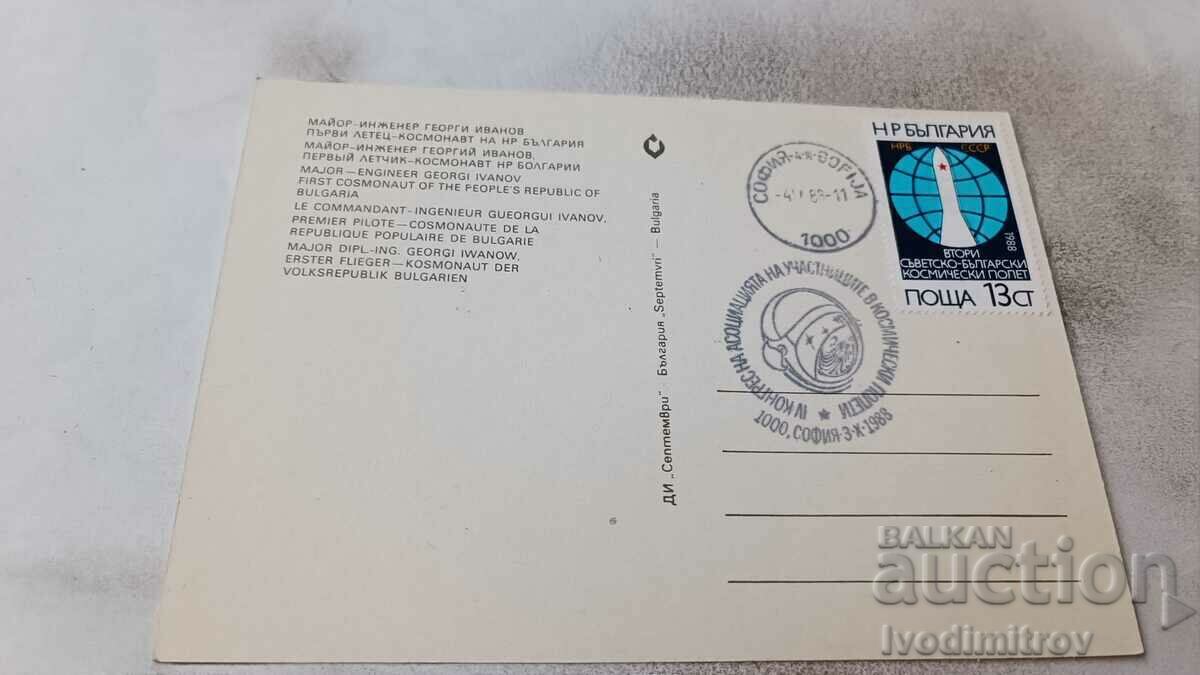 МАЙОР-ИНЖЕНЕР ГЕОРГИ ИВАНОВ
ПЪРВИ ЛЕТЕЦ-КОСМОНАВТ НА НР БЪЛГАРИЯ
МАЙОР-ИНЖЕНЕР ГЕОРГИЙ ИВАНОВ,
ПЕРВЫЙ ЛЕТЧИК-КОСМОНАВТ НР БОЛГАРИИ
MAJOR-ENGINEER GEORGI IVANOV
FIRST COSMONAUT OF THE PEOPLE'S REPUBLIC OF
BULGARIA
LE COMMANDANT-INGENIEUR GUEORGUI IVANOV,
PREMIER PILOTE-COSMONAUTE DE LA
REPUBLIQUE POPULAIRE DE BULGARIE
MAJOR DIPL.-ING. GEORGI IWANOW,
ERSTER FLIEGER-KOSMONAUT DER
VOLKSREPUBLIK BULGARIEN
ДИ „Септември“ - България „Septemvri“ - Bulgaria
СОФИЯ-4-SOFIJA
1000
IV КОНГРЕС НА АСОЦИАЦИЯТА НА УЧАСТНИЦИТЕ В КОСМИЧЕСКИ ПОЛЕТИ
1000, СОФИЯ-3-X-1988
НР БЪЛГАРИЯ
НРБ СССР
1988
ВТОРИ
СЪВЕТСКО-БЪЛГАРСКИ
КОСМИЧЕСКИ ПОЛЕТ
ПОЩА 13СТ
BALKAN
auction
Ivodimitrov